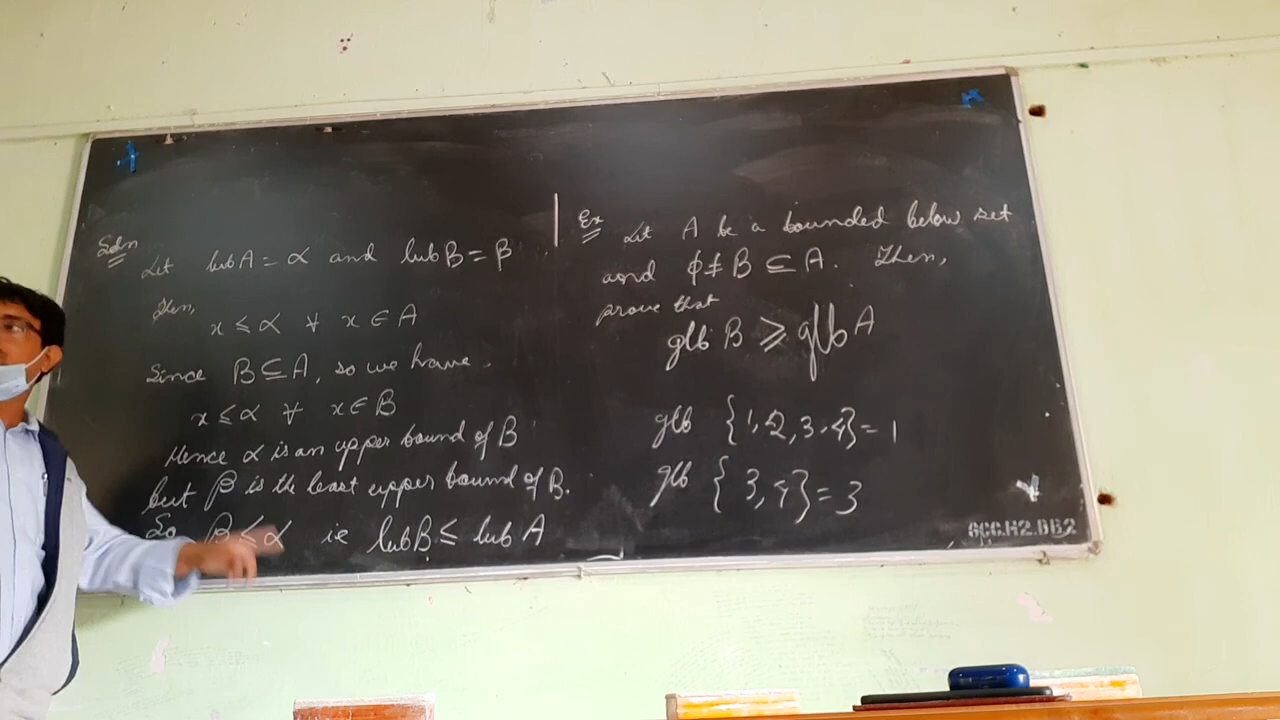 Soln
Let lub A = α and lub B = β.
Then,
x ≤ α ∀ x ∈ A
Since B ⊆ A, so we have.
x ≤ α ∀ x ∈ B
Hence α is an upper bound of B
but β is the least upper bound of B.
So β ≤ α ie lub B ≤ lub A
Ex
Let A be a bounded below set
and ϕ ≠ B ⊆ A. Then,
prove that
glb B ⩾ glb A
glb {1, 2, 3, 4} = 1
glb {3, 4} = 3
GCC.H2.BB2